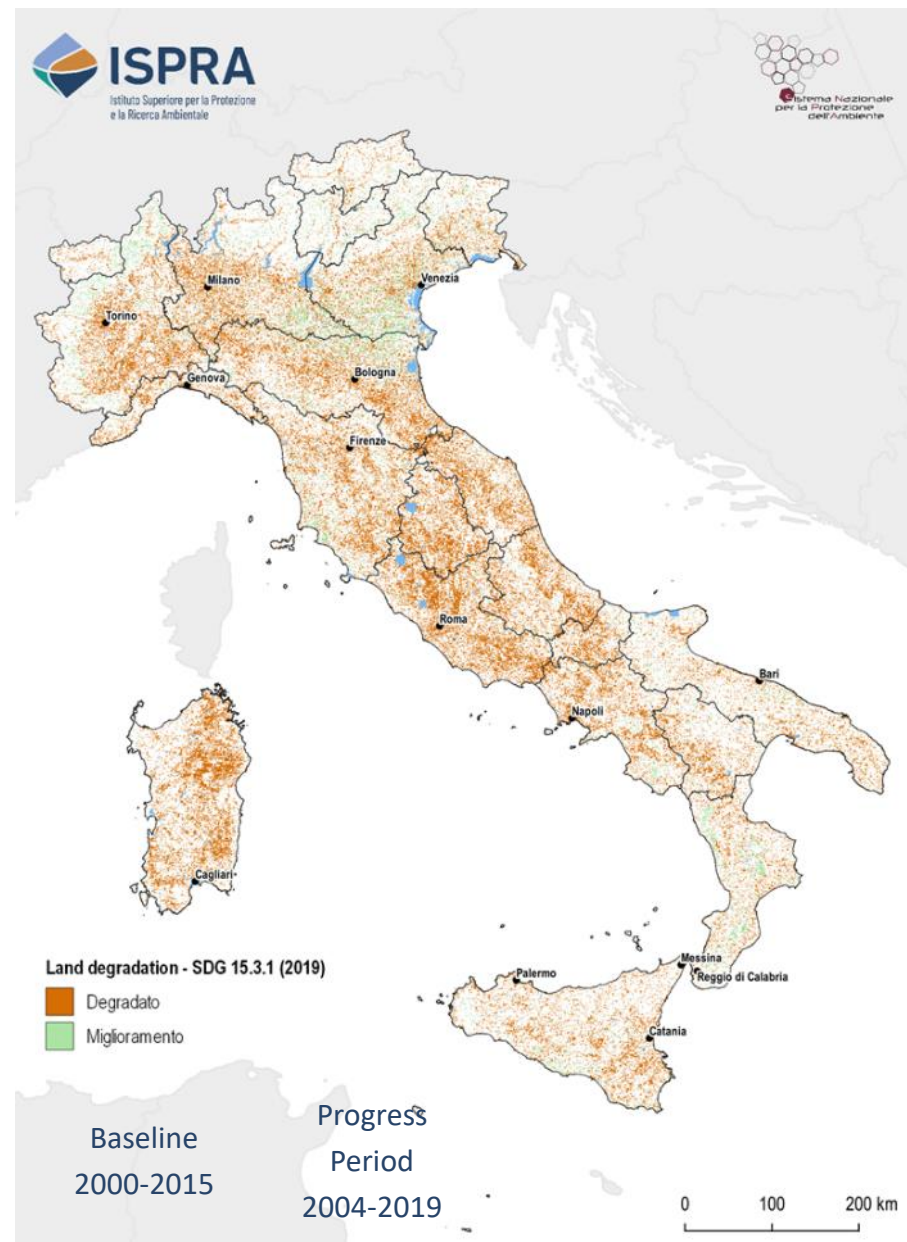 ISPRA
Istituto Superiore per la Protezione
e la Ricerca Ambientale
Sistema Nazionale
per la Protezione
dell'Ambiente
Milano
Venezia
Torino
Genova
Bologna
Firenze
Roma
Bari
Napoli
Cagliari
Messina
Reggio di Calabria
Palermo
Catania
Land degradation - SDG 15.3.1 (2019)
Degradato
Miglioramento
Baseline
2000-2015
Progress
Period
2004-2019
0 100 200 km